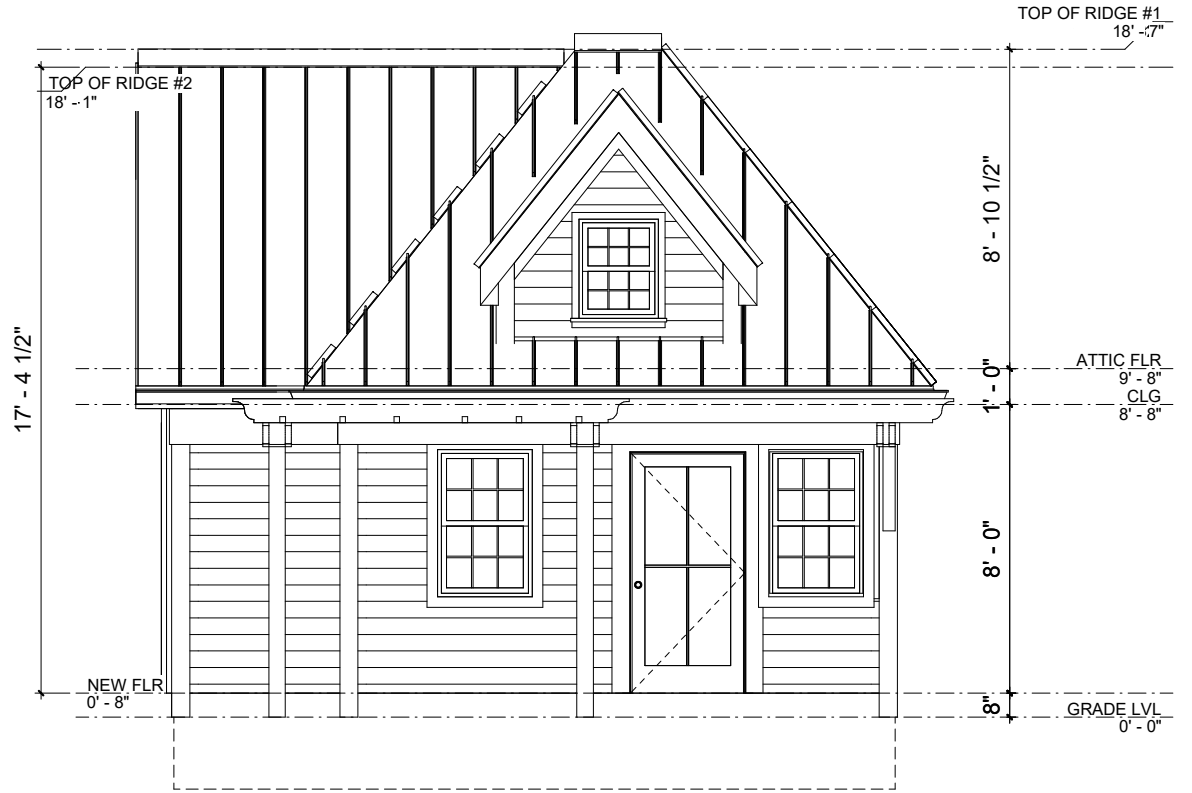 TOP OF RIDGE #1
18' - 7"
TOP OF RIDGE #2
18' - 1"
8' - 10 1/2"
17' - 4 1/2"
ATTIC FLR
9' - 8"
1' - 0"
CLG
8' - 8"
8' - 0"
NEW FLR
0' - 8"
8"
GRADE LVL
0' - 0"